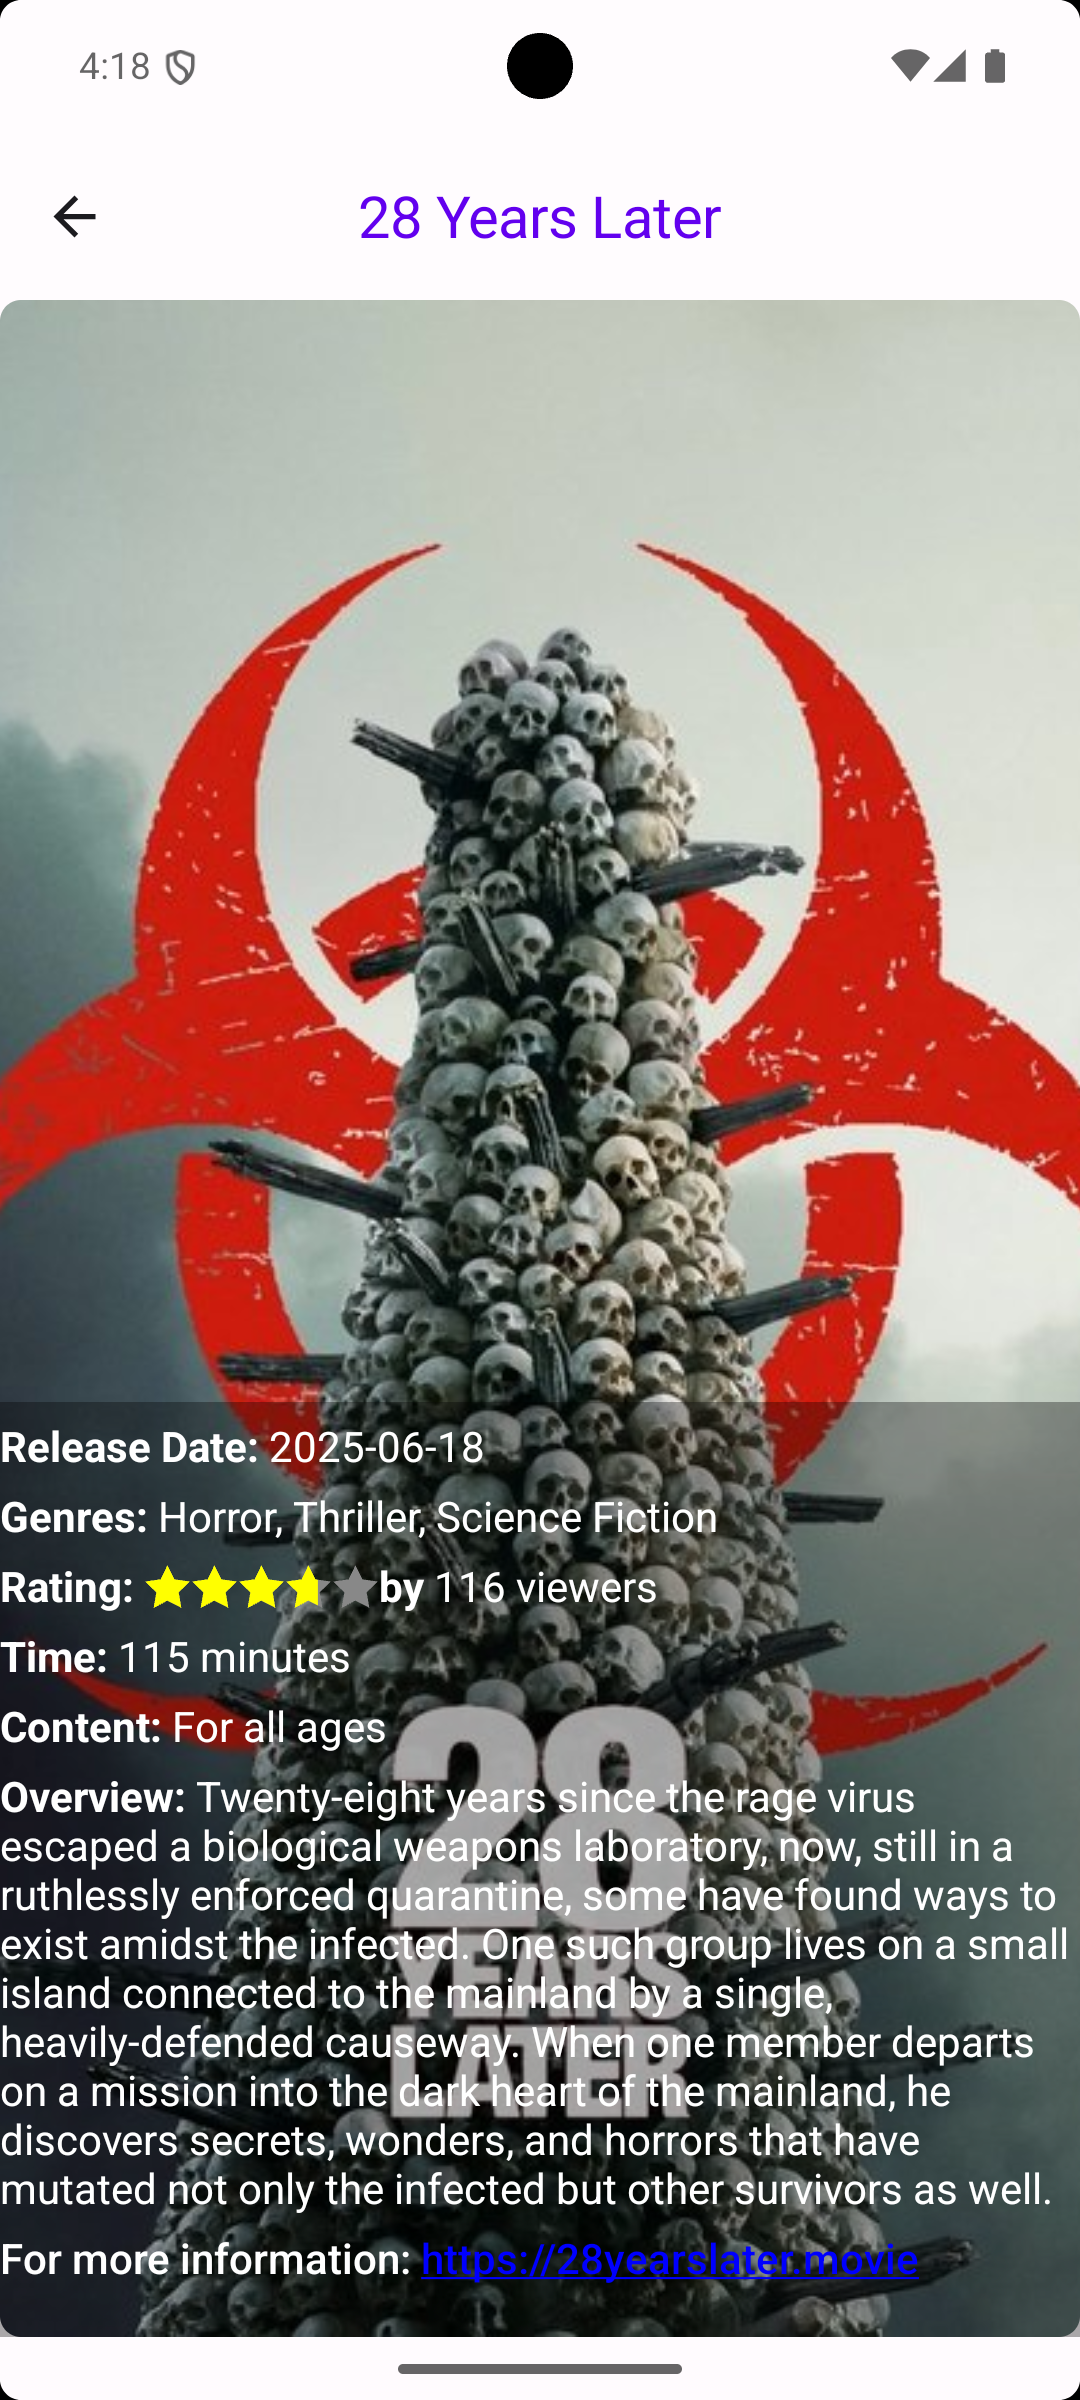 4:18
28 Years Later
Release Date: 2025-06-18
Genres: Horror, Thriller, Science Fiction
Rating: by 116 viewers
Time: 115 minutes
Content: For all ages
Overview: Twenty-eight years since the rage virus
escaped a biological weapons laboratory, now, still in a
ruthlessly enforced quarantine, some have found ways to
exist amidst the infected. One such group lives on a small
island connected to the mainland by a single,
heavily-defended causeway. When one member departs
on a mission into the dark heart of the mainland, he
discovers secrets, wonders, and horrors that have
mutated not only the infected but other survivors as well.
For more information: https://28yearslater.movie
28
YEARS
LATER